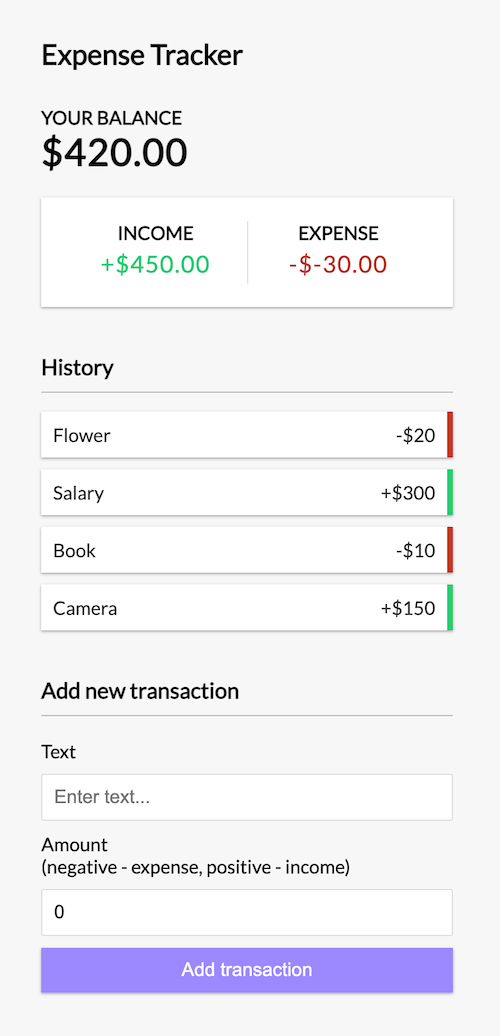 Expense Tracker
YOUR BALANCE
$420.00
INCOME EXPENSE
+$450.00 -$-30.00
History
Flower -$20
Salary +$300
Book -$10
Camera +$150
Add new transaction
Text
Enter text...
Amount
(negative - expense, positive - income)
0
Add transaction